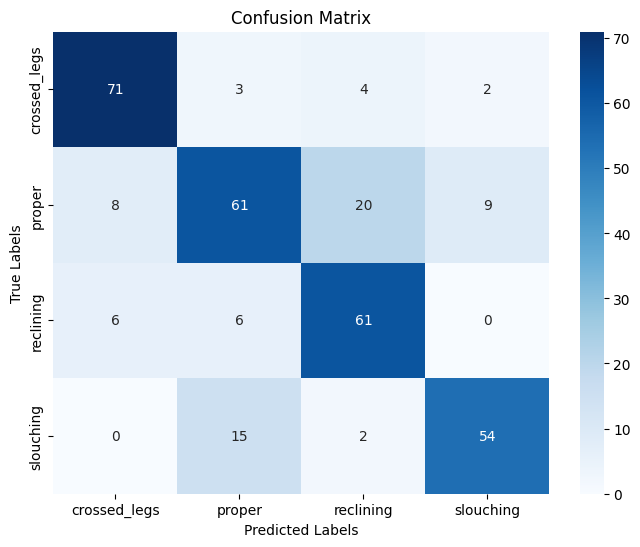 Confusion Matrix
True Labels
crossed_legs
71 3 4 2
proper
8 61 20 9
reclining
6 6 61 0
slouching
0 15 2 54
crossed_legs proper reclining slouching
Predicted Labels
70
60
50
40
30
20
10
0